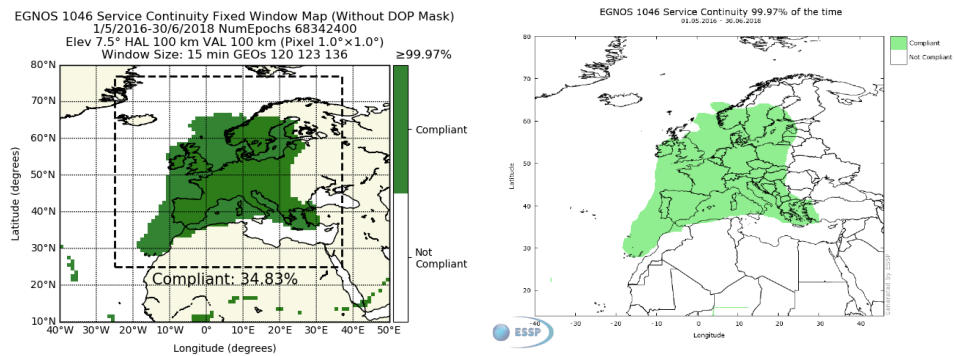 EGNOS 1046 Service Continuity Fixed Window Map (Without DOP Mask)
1/5/2016-30/6/2018 NumEpochs 68342400
Elev 7.5° HAL 100 km VAL 100 km (Pixel 1.0°×1.0°)
Window Size: 15 min GEOs 120 123 136
≥99.97%
80°N
70°N
60°N
50°N
40°N
30°N
20°N
10°N
Latitude (degrees)
Compliant: 34.83%
40°W 30°W 20°W 10°W 0° 10°E 20°E 30°E 40°E 50°E
Longitude (degrees)
Compliant
Not
Compliant
EGNOS 1046 Service Continuity 99.97% of the time
01.05.2016 - 30.06.2018
Compliant
Not Compliant
80
70
60
50
40
30
20
Latitude
-40 -30 -20 -10 0 10 20 30 40
Longitude
Generated by ESSP
ESSP